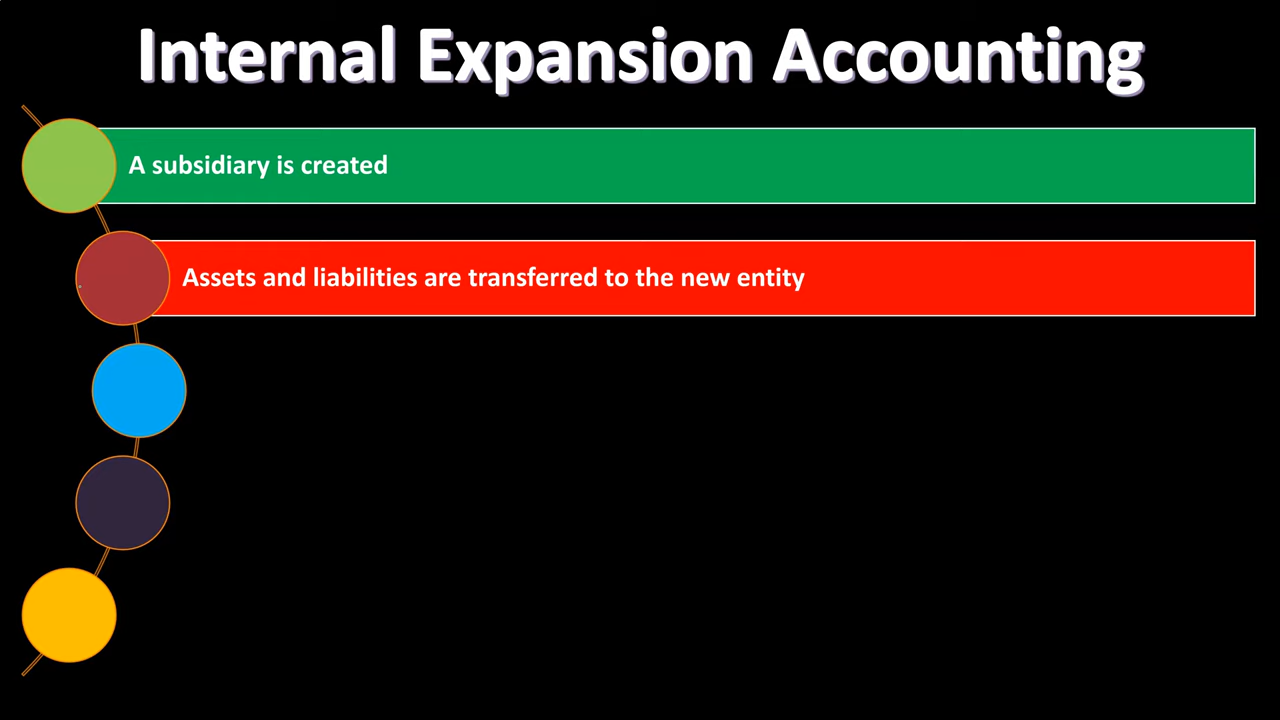 Internal Expansion Accounting
A subsidiary is created
Assets and liabilities are transferred to the new entity